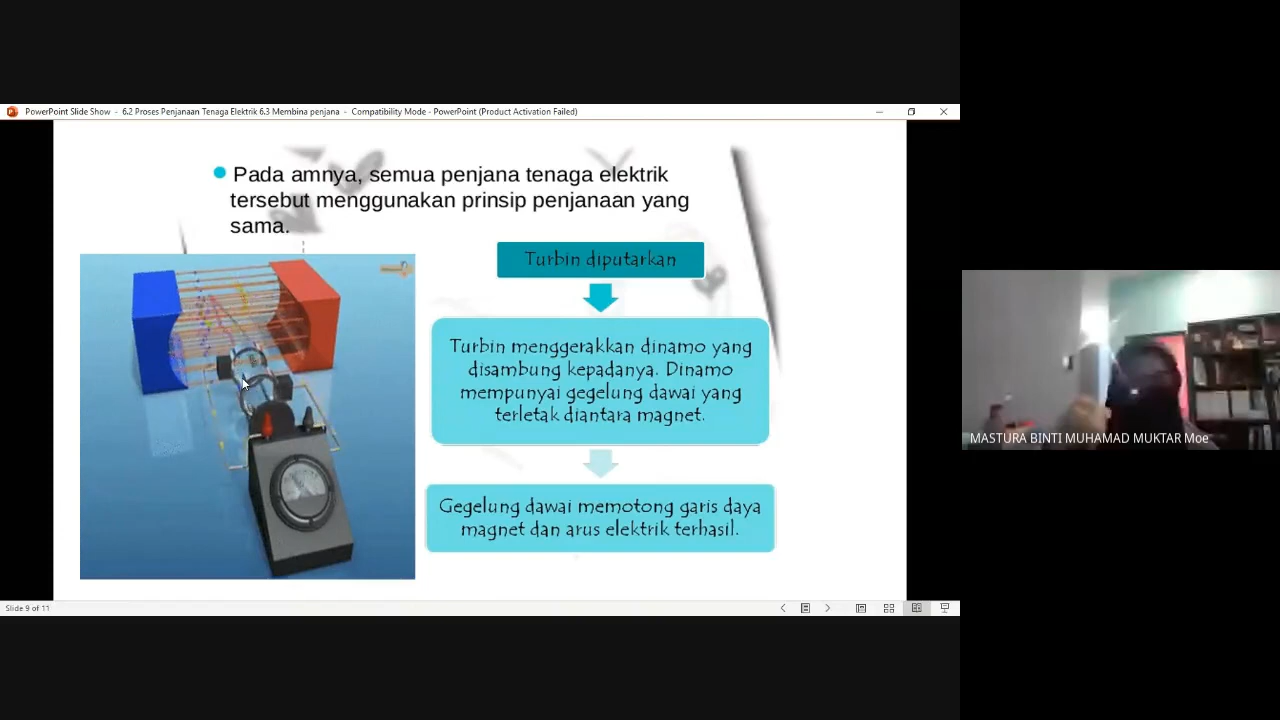 PowerPoint Slide Show - 6.2 Proses Penjanaan Tenaga Elektrik 6.3 Membina penjana - Compatibility Mode - PowerPoint (Product Activation Failed)
Pada amnya, semua penjana tenaga elektrik
tersebut menggunakan prinsip penjanaan yang
sama.
Turbin diputarkan
Turbin menggerakkan dinamo yang
disambung kepadanya. Dinamo
mempunyai gegelung dawai yang
terletak diantara magnet.
Gegelung dawai memotong garis daya
magnet dan arus elektrik terhasil.
Slide 9 of 11
MASTURA BINTI MUHAMAD MUKTAR Moe